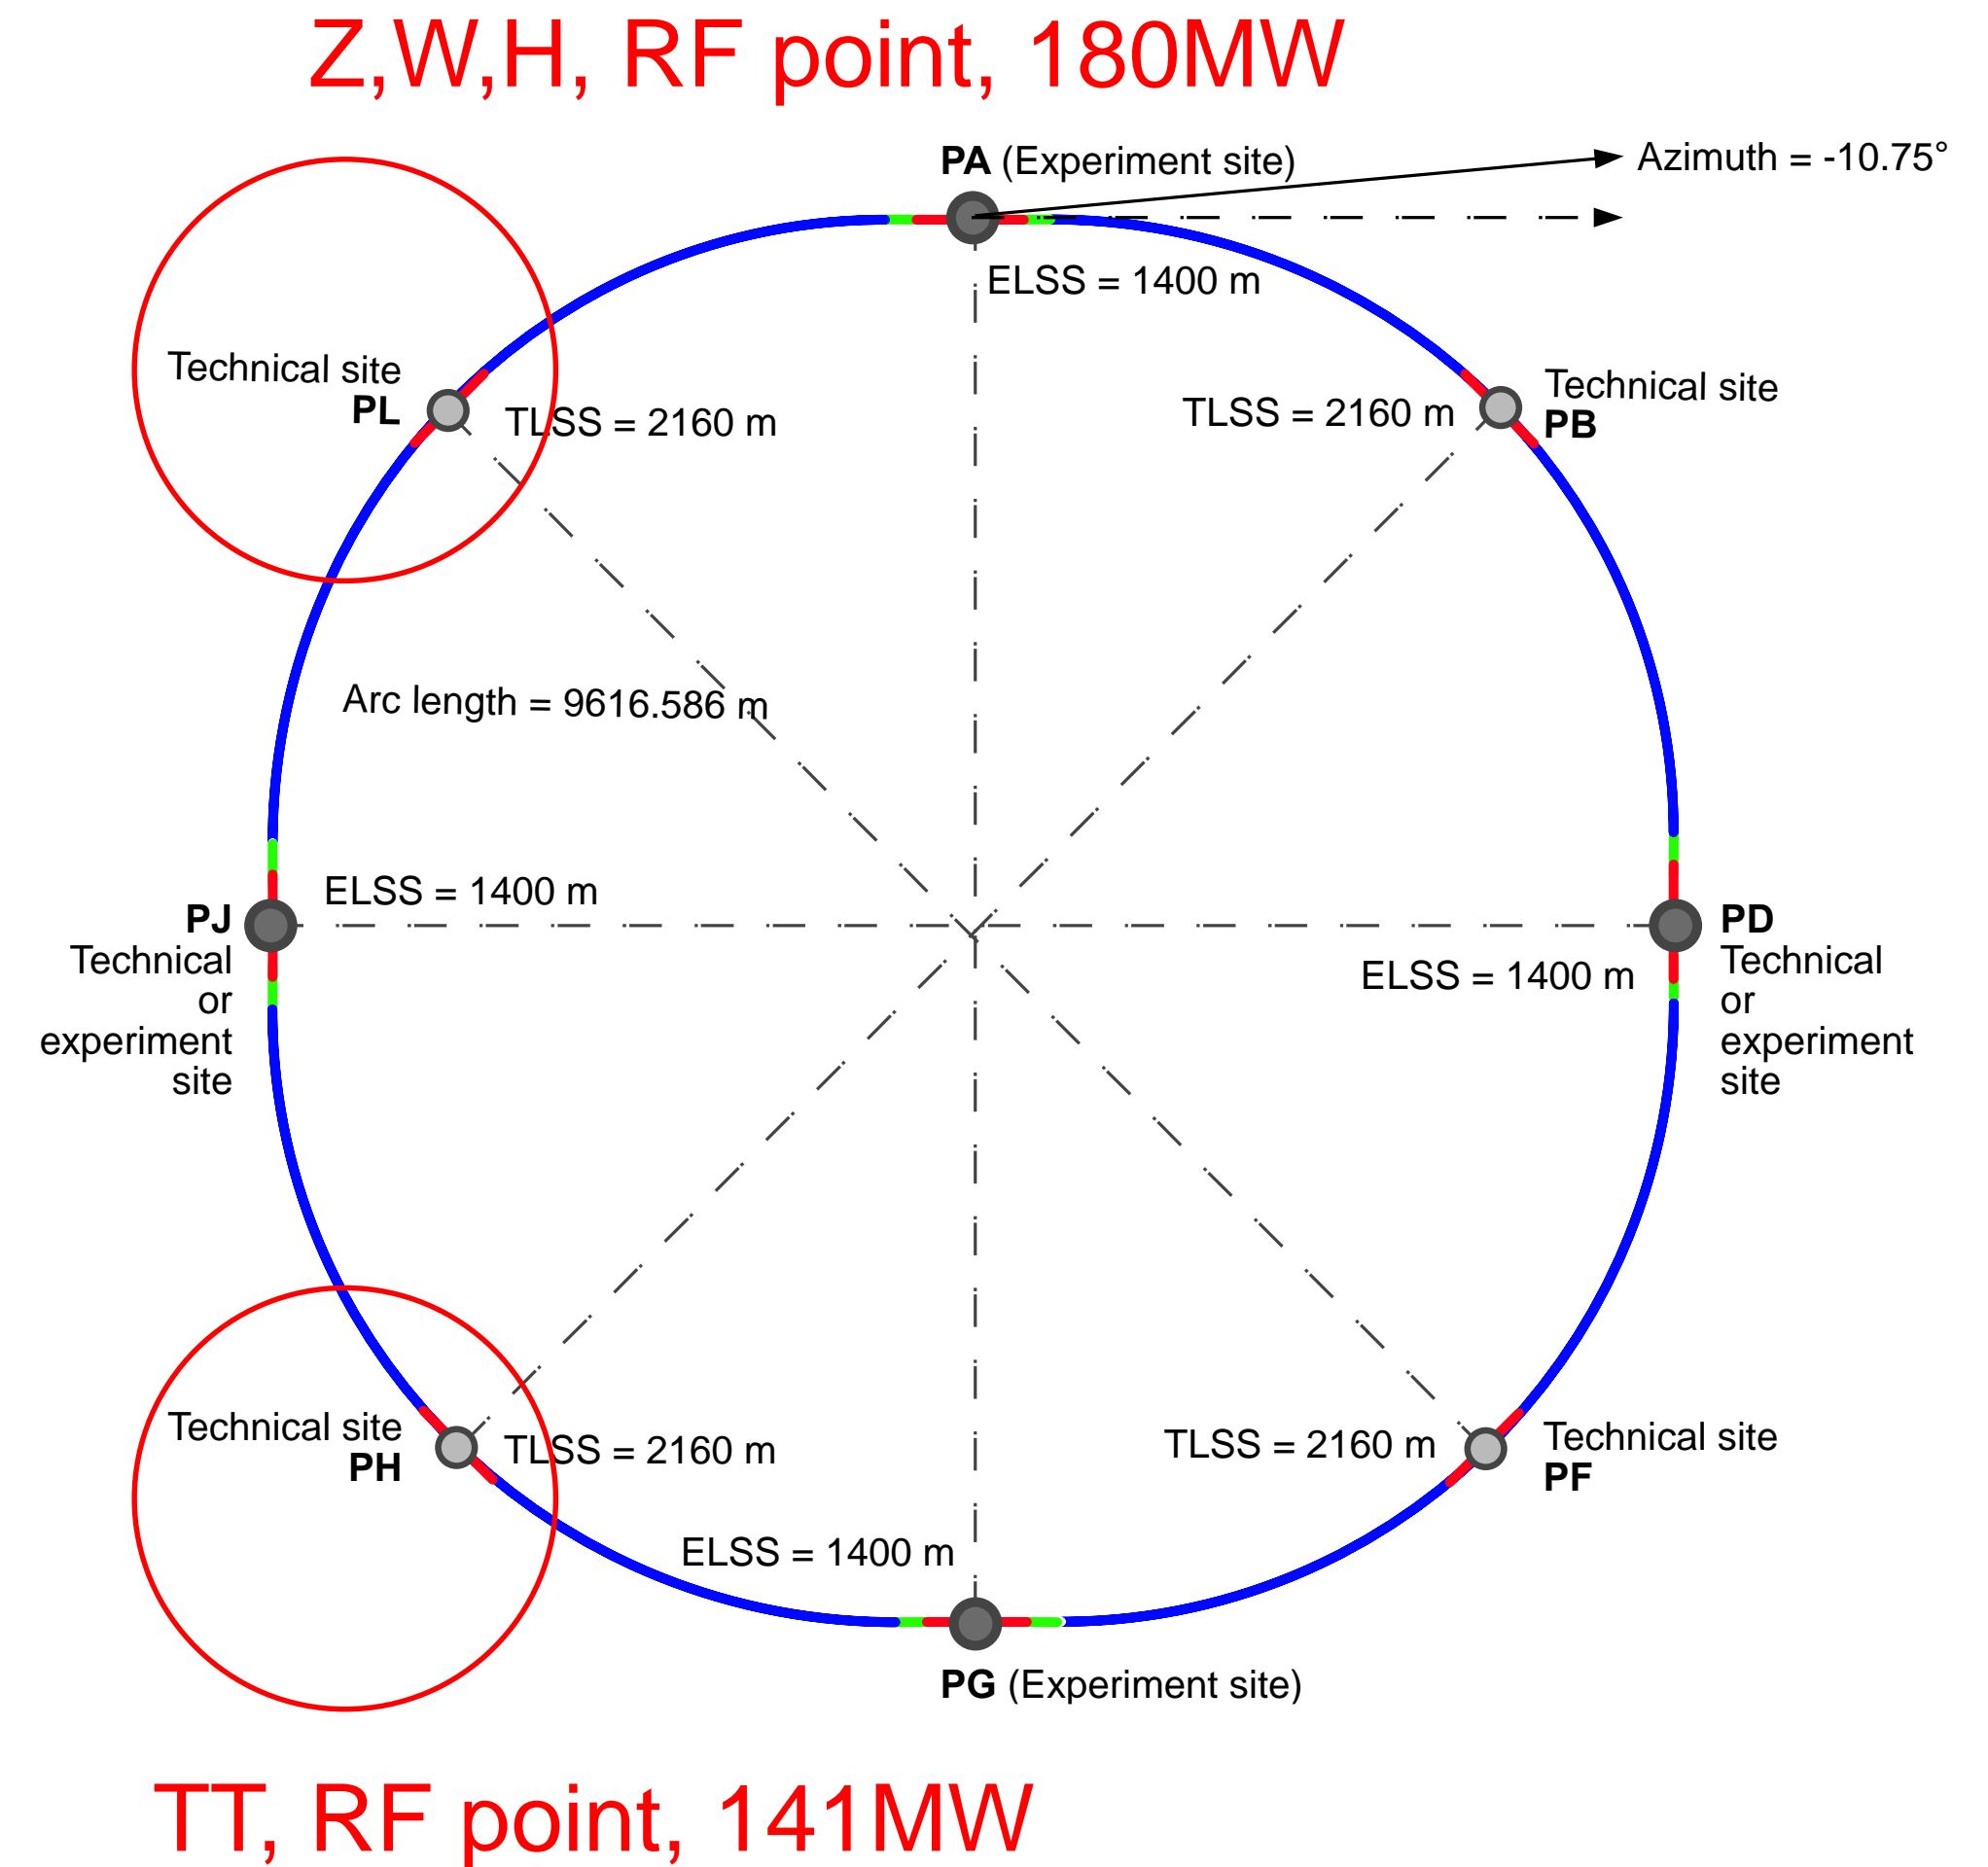 Z,W,H, RF point, 180MW
PA (Experiment site)
Azimuth = -10.75°
ELSS = 1400 m
Technical site
PL
TLSS = 2160 m
TLSS = 2160 m
Technical site
PB
Arc length = 9616.586 m
ELSS = 1400 m
PJ
Technical
or
experiment
site
PD
Technical
or
experiment
site
ELSS = 1400 m
Technical site
PH
TLSS = 2160 m
TLSS = 2160 m
Technical site
PF
ELSS = 1400 m
PG (Experiment site)
TT, RF point, 141MW